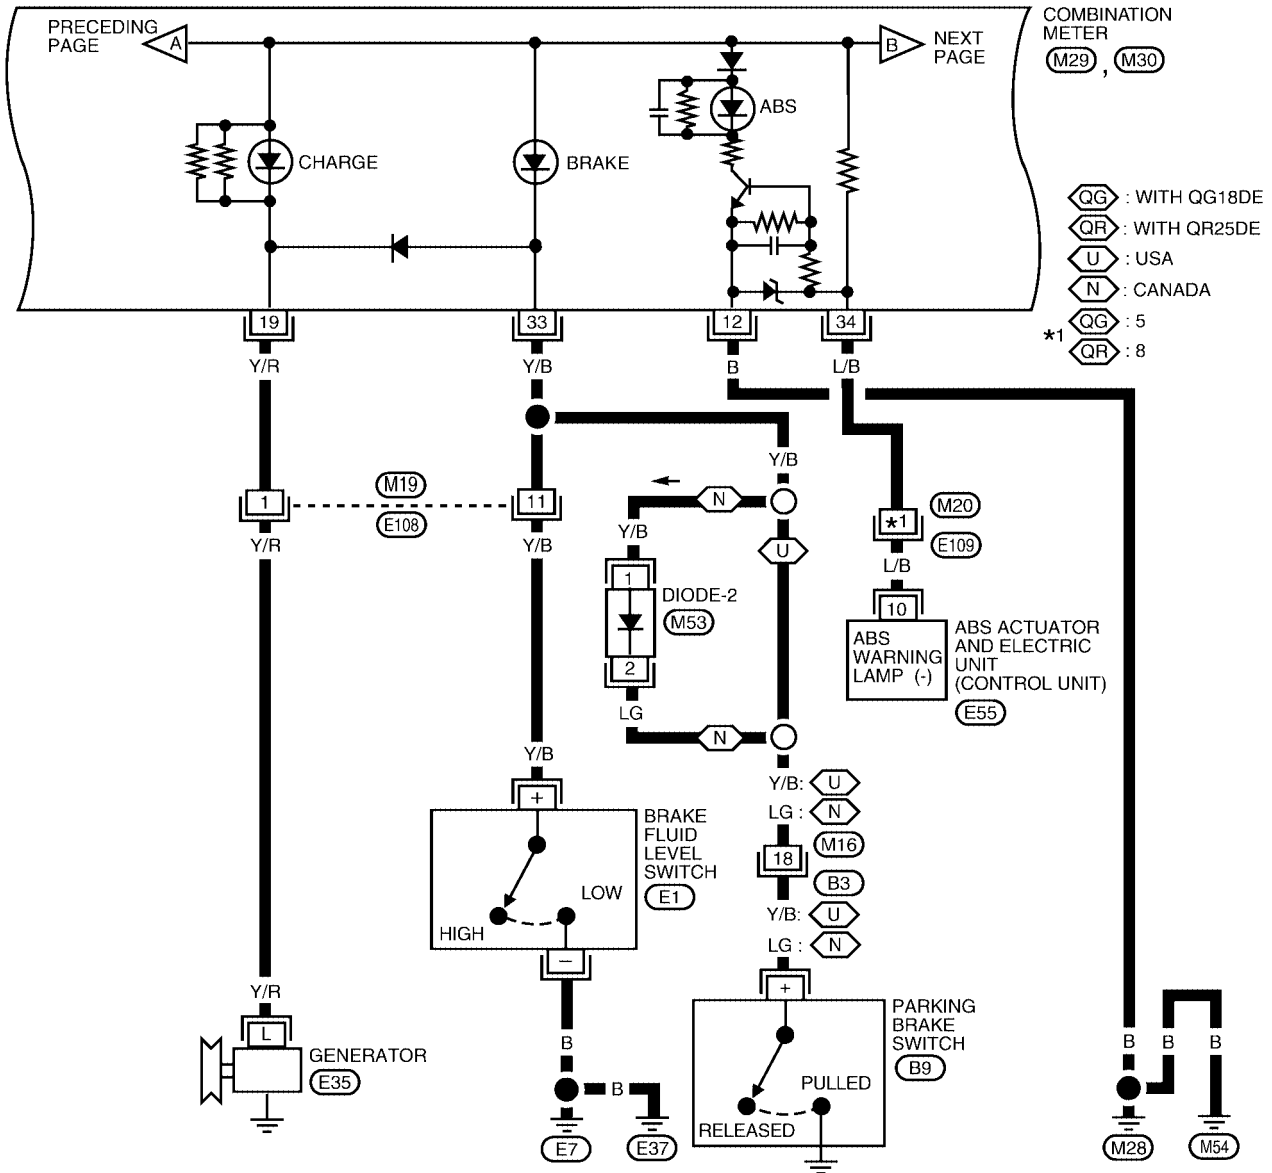 PRECEDING
PAGE
A
B
NEXT
PAGE
COMBINATION
METER
M29 , M30
ABS
CHARGE
BRAKE
QG : WITH QG18DE
QR : WITH QR25DE
U : USA
N : CANADA
*1 QG : 5
QR : 8
19
33
12
34
Y/R
Y/B
B
L/B
Y/B
1
M19
E108
11
N
U
*1
M20
E109
Y/R
Y/B
Y/B
L/B
1
DIODE-2
M53
2
10
ABS
WARNING
LAMP (-)
ABS ACTUATOR
AND ELECTRIC
UNIT
(CONTROL UNIT)
E55
LG
N
Y/B
Y/B: U
LG : N
+
18
M16
B3
BRAKE
FLUID
LEVEL
SWITCH
E1
LOW
HIGH
Y/B: U
LG : N
–
+
Y/R
L
GENERATOR
E35
B
B
E7
E37
PARKING
BRAKE
SWITCH
B9
PULLED
RELEASED
B
B
B
M28
M54